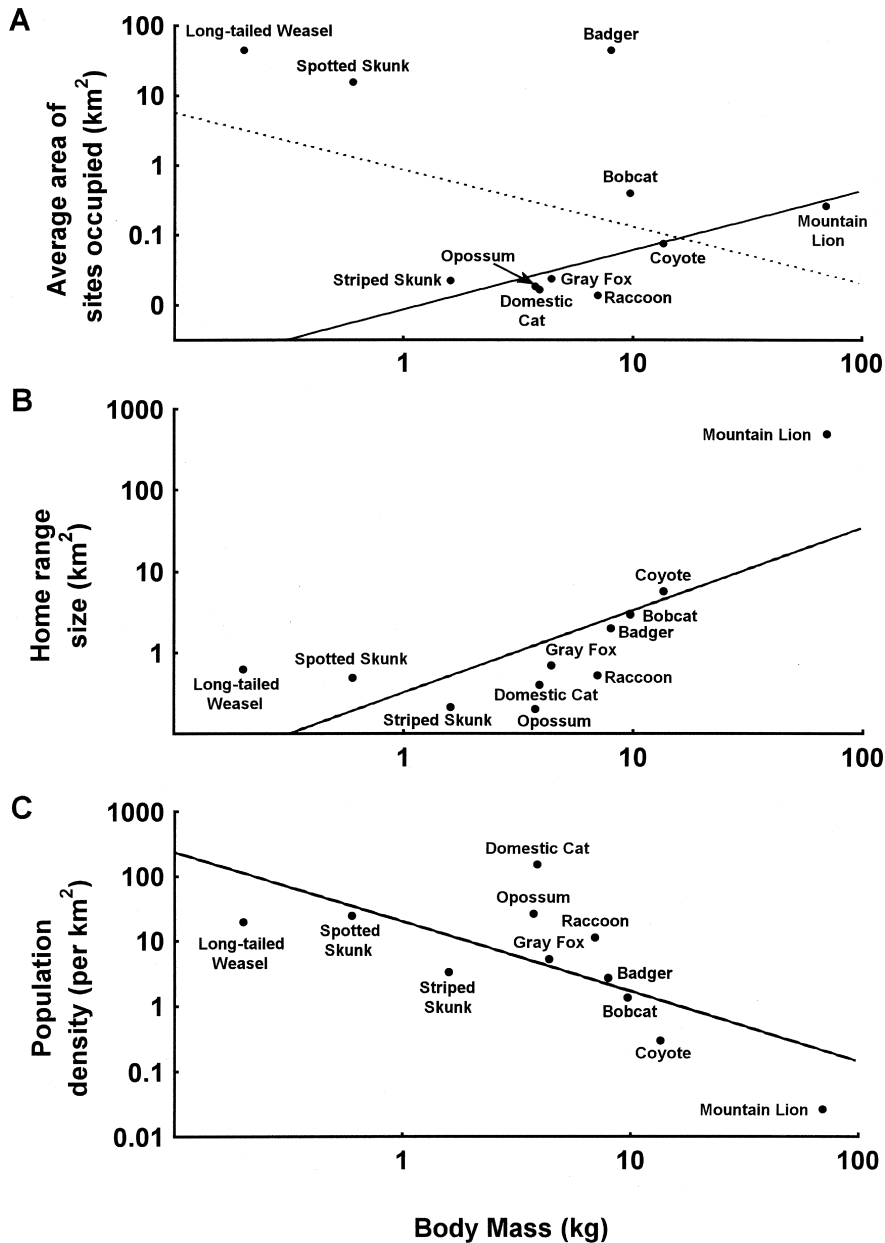 A
Average area of
sites occupied (km2)
100
10
1
0.1
0
Long-tailed Weasel
Badger
Spotted Skunk
Bobcat
Mountain
Lion
Opossum
Coyote
Striped Skunk
Gray Fox
Domestic
Cat
Raccoon
1
10
100
B
Home range
size (km2)
1000
100
10
1
Mountain Lion
Coyote
Bobcat
Badger
Gray Fox
Spotted Skunk
Raccoon
Long-tailed
Weasel
Domestic Cat
Striped Skunk
Opossum
1
10
100
C
Population
density (per km2)
1000
100
10
1
0.1
0.01
Domestic Cat
Opossum
Raccoon
Spotted
Skunk
Long-tailed
Weasel
Gray Fox
Badger
Striped
Skunk
Bobcat
Coyote
Mountain Lion
1
10
100
Body Mass (kg)